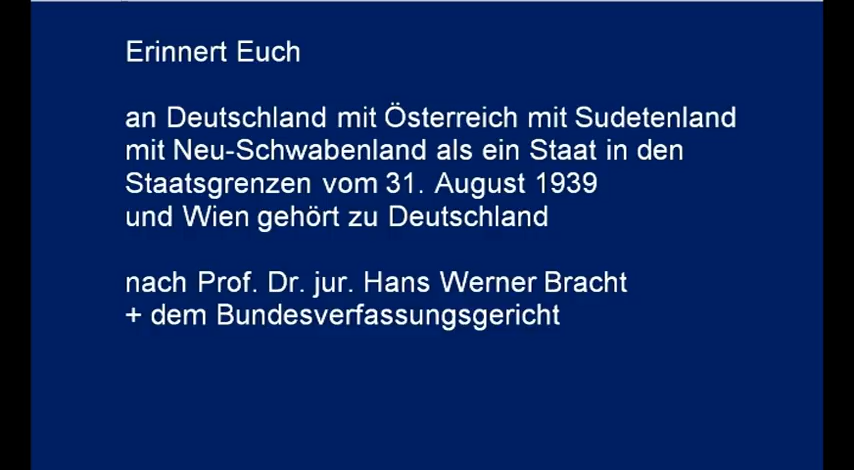 Erinnert Euch
an Deutschland mit Österreich mit Sudetenland
mit Neu-Schwabenland als ein Staat in den
Staatsgrenzen vom 31. August 1939
und Wien gehört zu Deutschland
nach Prof. Dr. jur. Hans Werner Bracht
+ dem Bundesverfassungsgericht